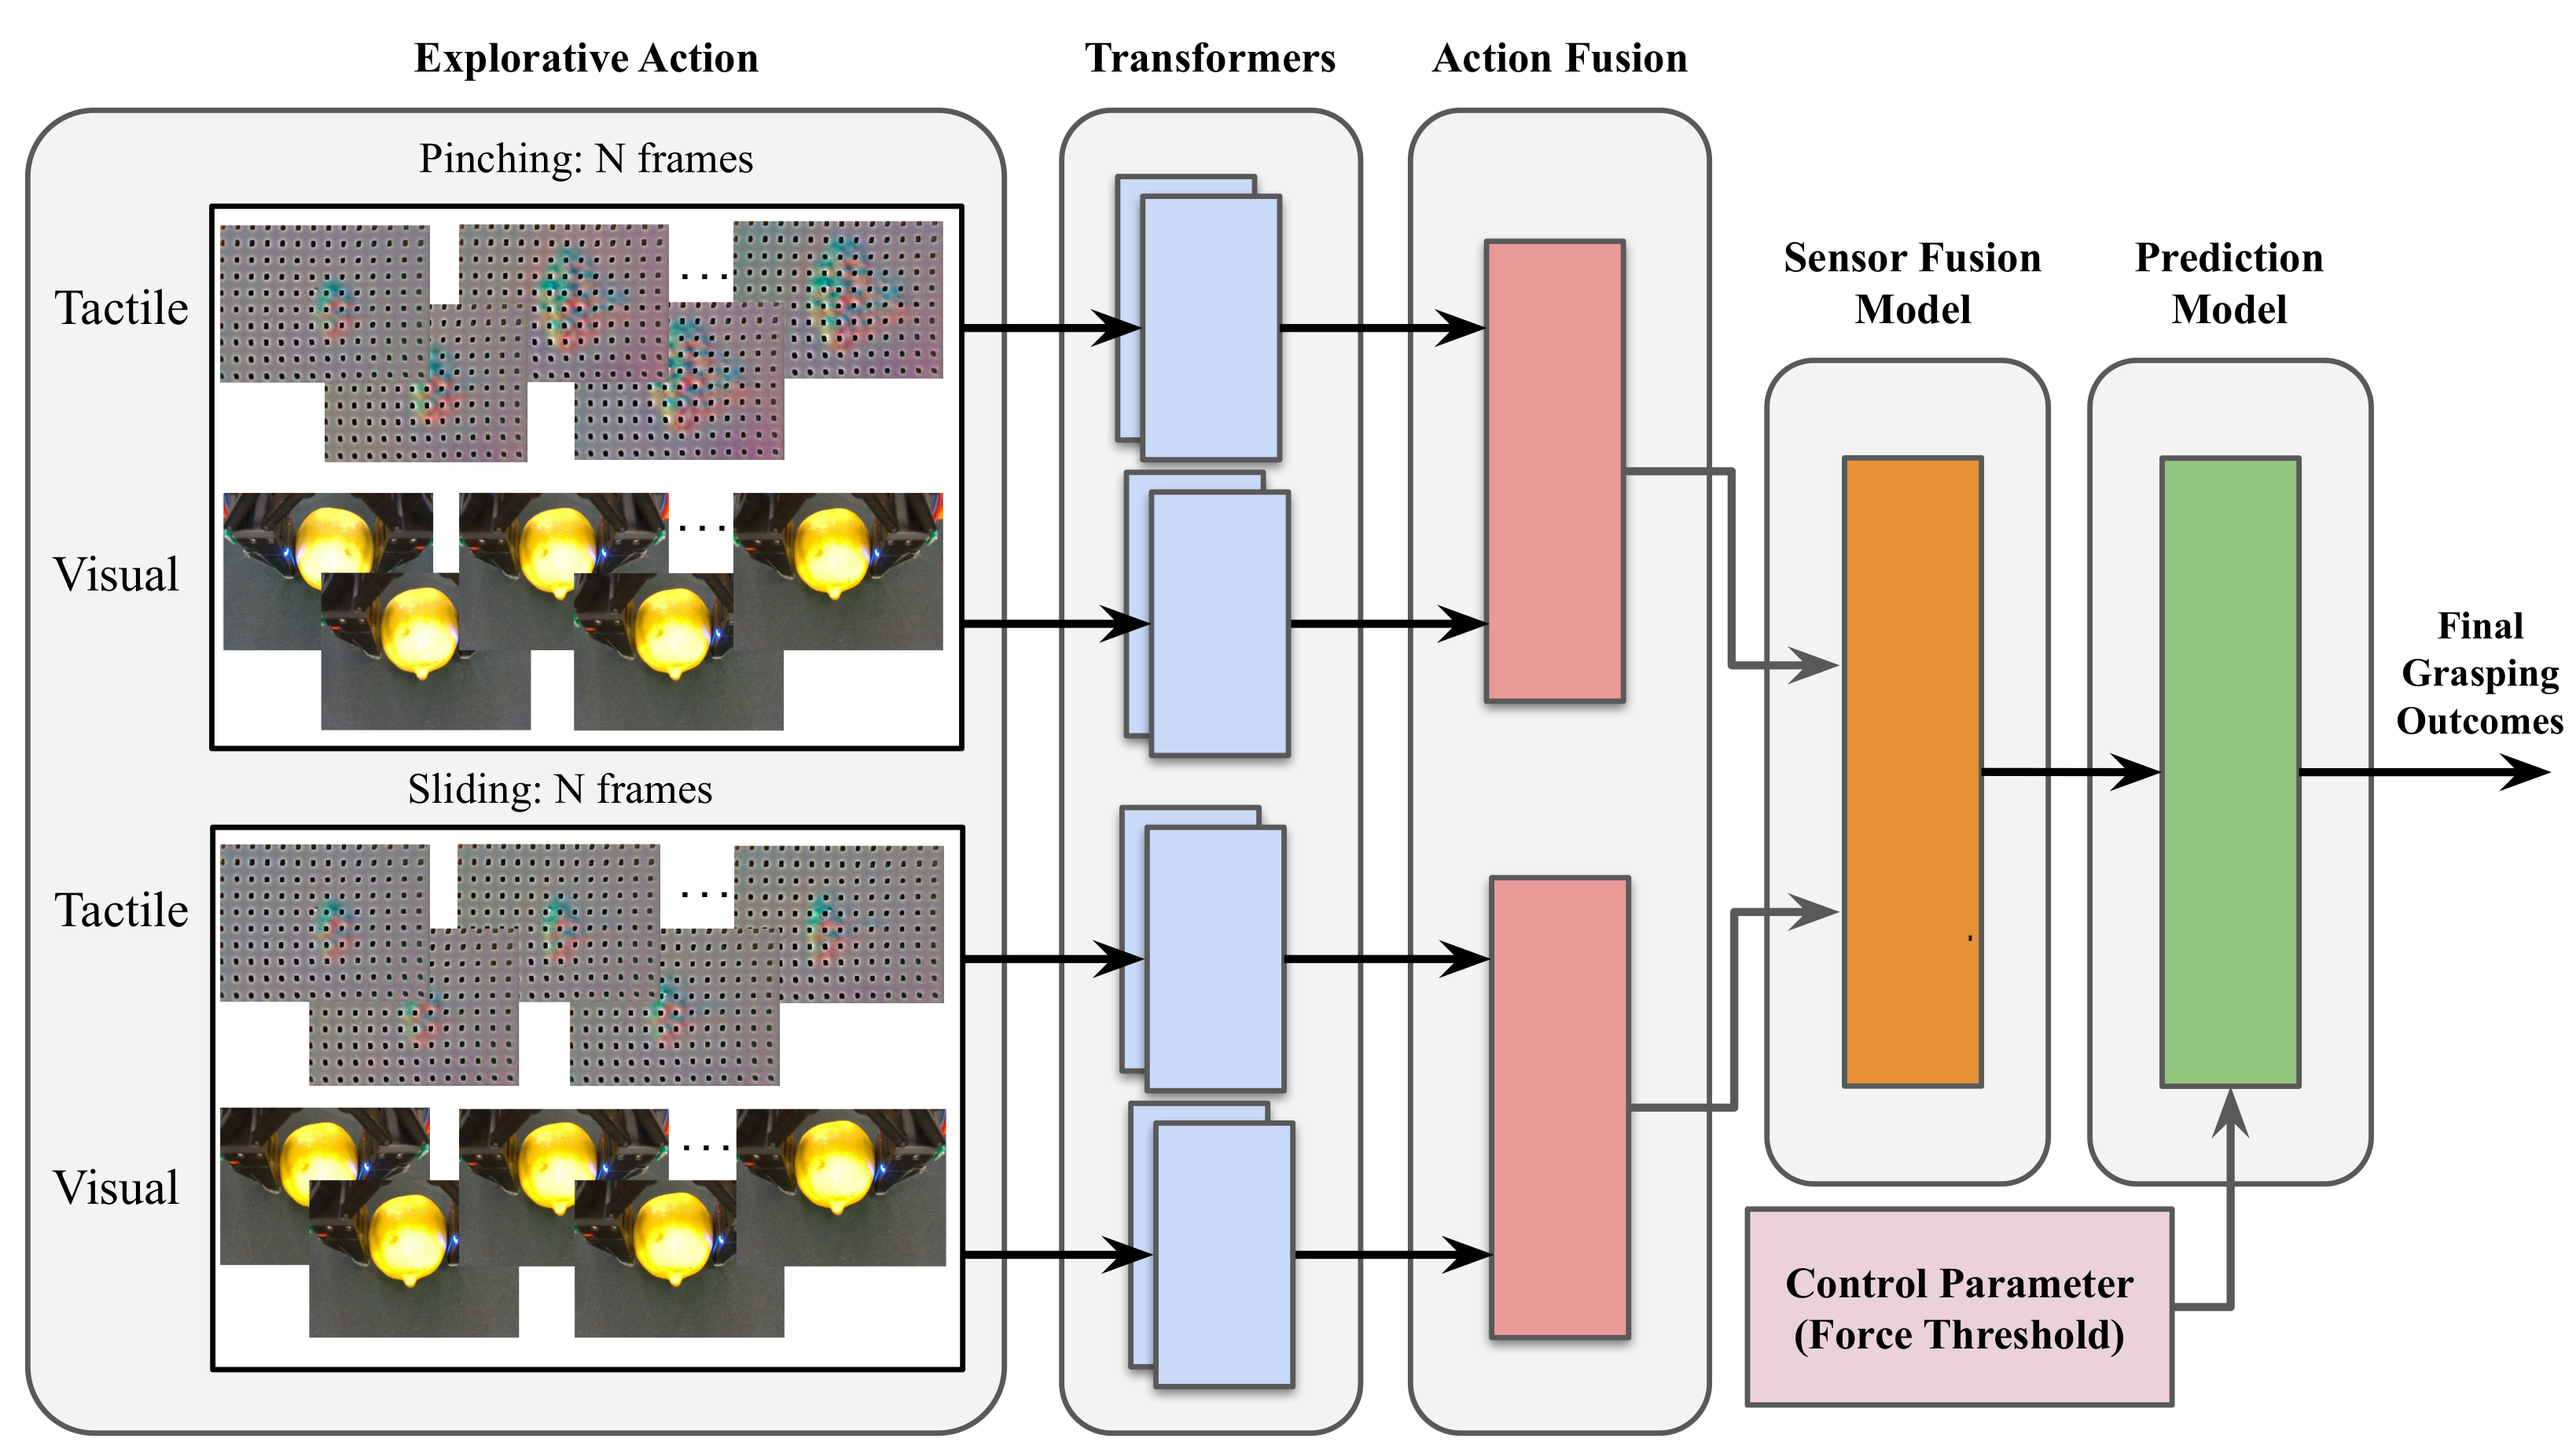 Explorative Action
Transformers
Action Fusion
Pinching: N frames
Tactile
...
Visual
...
Sliding: N frames
Tactile
...
Visual
...
Sensor Fusion
Model
Prediction
Model
Final
Grasping
Outcomes
Control Parameter
(Force Threshold)